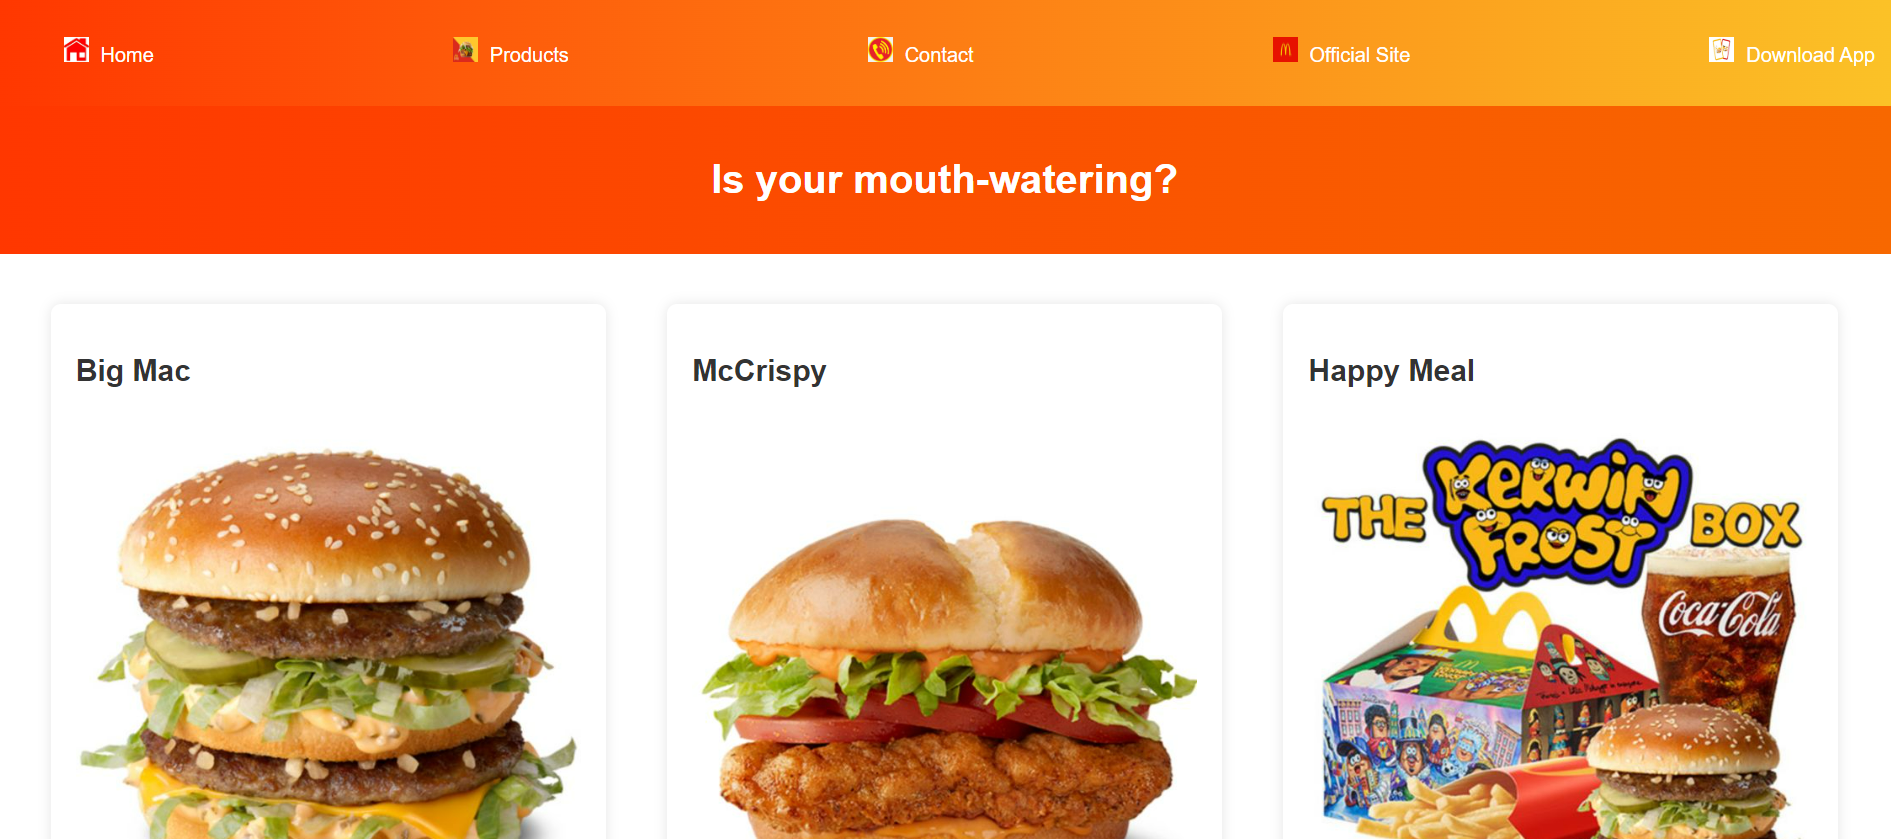 Home
Products
Contact
Official Site
Download App
Is your mouth-watering?
Big Mac
McCrispy
Happy Meal
THE KERWIN FROST BOX
Coca-Cola